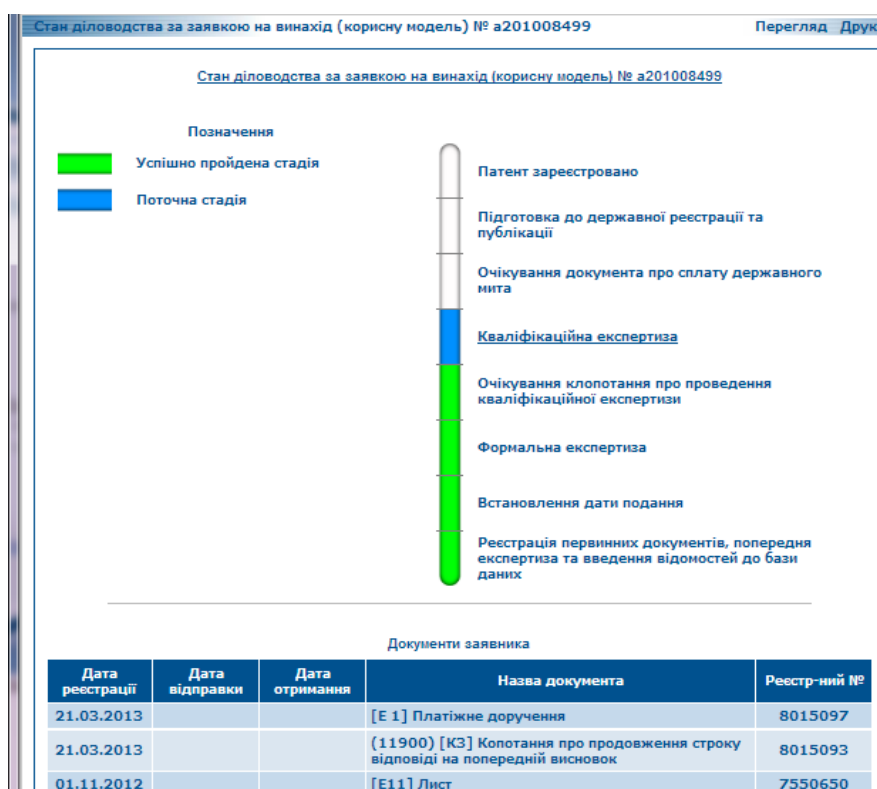 Стан діловодства за заявкою на винахід (корисну модель) № а201008499 Перегляд Друк
Стан діловодства за заявкою на винахід (корисну модель) № а201008499
Позначення
Успішно пройдена стадія
Поточна стадія
Патент зареєстровано
Підготовка до державної реєстрації та
публікації
Очікування документа про сплату державного
мита
Кваліфікаційна експертиза
Очікування клопотання про проведення
кваліфікаційної експертизи
Формальна експертиза
Встановлення дати подання
Реєстрація первинних документів, попередня
експертиза та введення відомостей до бази
даних
Документи заявника
Дата реєстрації Дата відправки Дата отримання Назва документа Реєстр-ний №
21.03.2013 [Е 1] Платіжне доручення 8015097
21.03.2013 (11900) [К3] Копотання про продовження строку
відповіді на попередній висновок 8015093
01.11.2012 [Е11] Лист 7550650